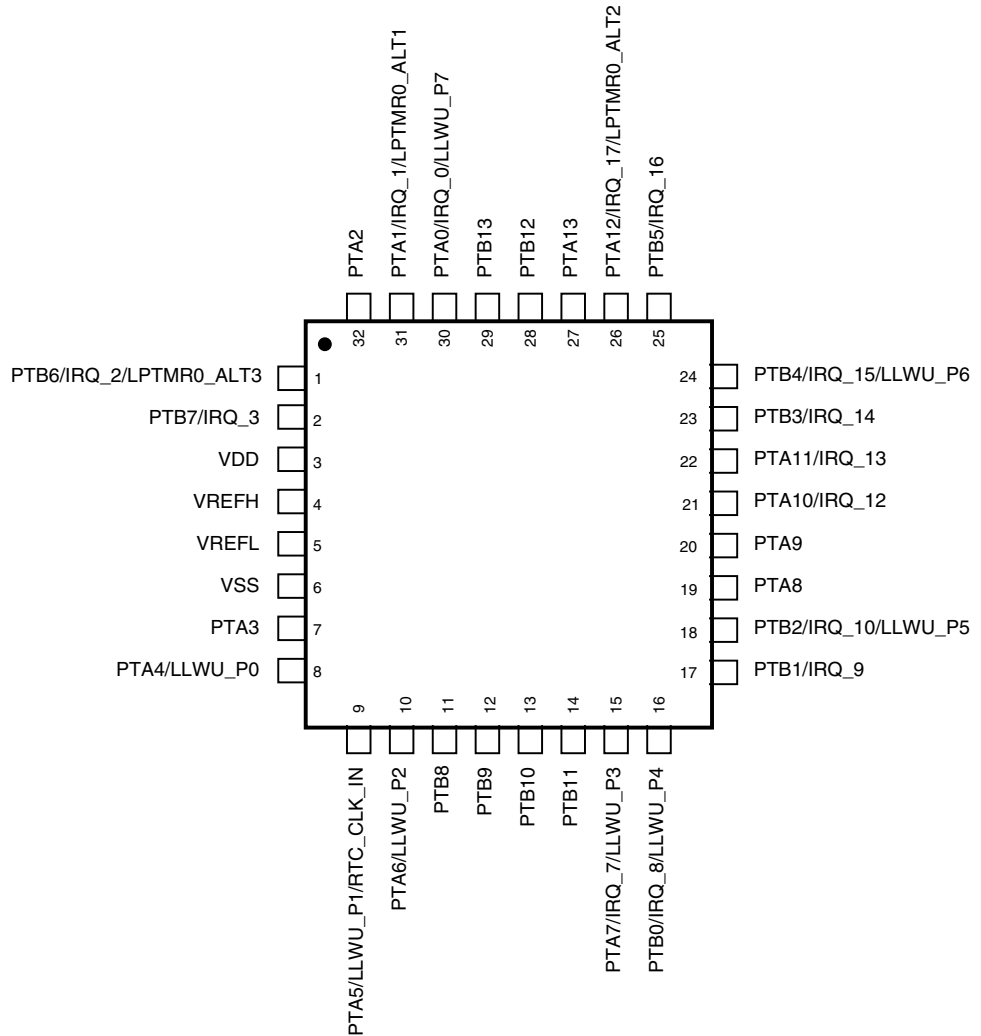 PTA2
PTA1/IRQ_1/LPTMR0_ALT1
PTA0/IRQ_0/LLWU_P7
PTB13
PTB12
PTA13
PTA12/IRQ_17/LPTMR0_ALT2
PTB5/IRQ_16
32
31
30
29
28
27
26
25
PTB6/IRQ_2/LPTMR0_ALT3
1
PTB7/IRQ_3
2
VDD
3
VREFH
4
VREFL
5
VSS
6
PTA3
7
PTA4/LLWU_P0
8
24
PTB4/IRQ_15/LLWU_P6
23
PTB3/IRQ_14
22
PTA11/IRQ_13
21
PTA10/IRQ_12
20
PTA9
19
PTA8
18
PTB2/IRQ_10/LLWU_P5
17
PTB1/IRQ_9
9
10
11
12
13
14
15
16
PTA5/LLWU_P1/RTC_CLK_IN
PTA6/LLWU_P2
PTB8
PTB9
PTB10
PTB11
PTA7/IRQ_7/LLWU_P3
PTB0/IRQ_8/LLWU_P4